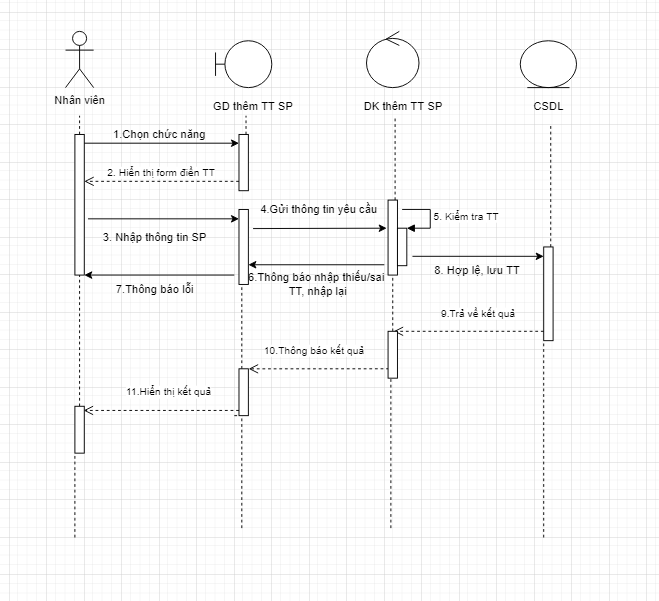 Nhân viên
GD thêm TT SP
DK thêm TT SP
CSDL
1.Chọn chức năng
2. Hiển thị form điền TT
3. Nhập thông tin SP
4.Gửi thông tin yêu cầu
5. Kiểm tra TT
6.Thông báo nhập thiếu/sai
TT, nhập lại
7.Thông báo lỗi
8. Hợp lệ, lưu TT
9.Trả về kết quả
10.Thông báo kết quả
11.Hiển thị kết quả